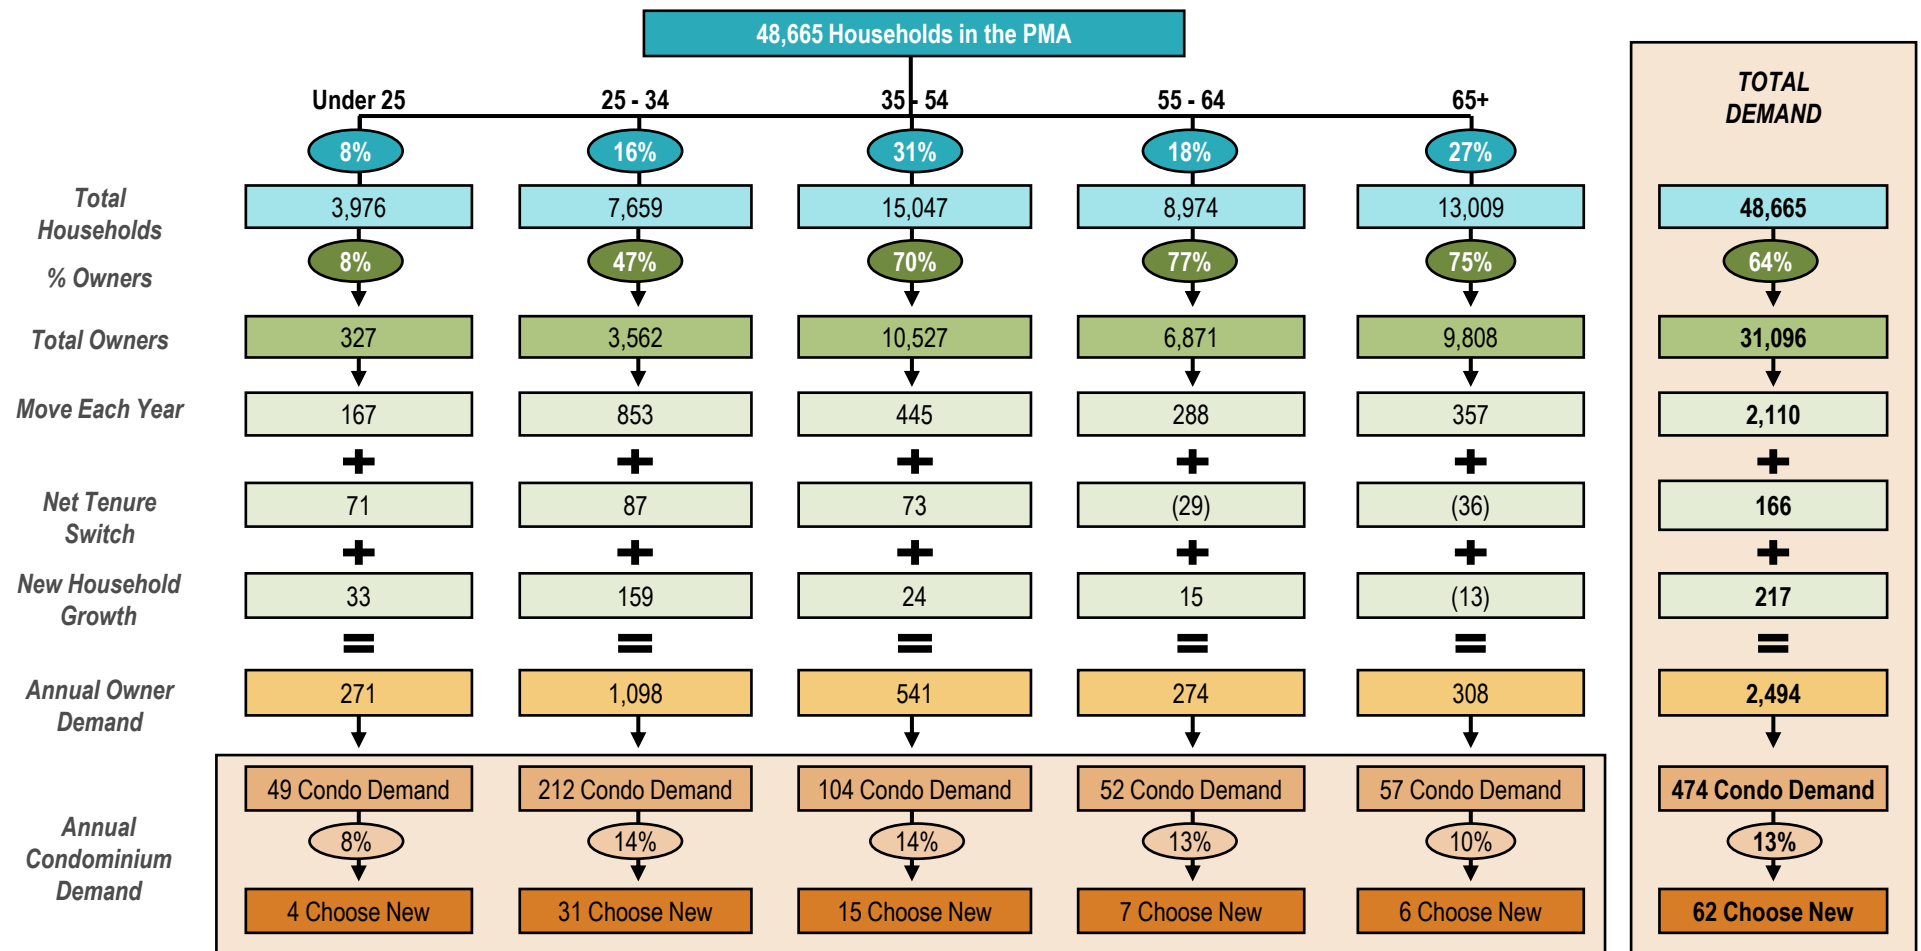 48,665 Households in the PMA
TOTAL
DEMAND
Under 25 25 - 34 35 - 54 55 - 64 65+
8% 16% 31% 18% 27%
Total
Households
3,976 7,659 15,047 8,974 13,009 48,665
% Owners
8% 47% 70% 77% 75% 64%
Total Owners
327 3,562 10,527 6,871 9,808 31,096
Move Each Year
167 853 445 288 357 2,110
+ + + + + +
Net Tenure
Switch
71 87 73 (29) (36) 166
+ + + + + +
New Household
Growth
33 159 24 15 (13) 217
= = = = = =
Annual Owner
Demand
271 1,098 541 274 308 2,494
49 Condo Demand 212 Condo Demand 104 Condo Demand 52 Condo Demand 57 Condo Demand 474 Condo Demand
Annual
Condominium
Demand
8% 14% 14% 13% 10% 13%
4 Choose New 31 Choose New 15 Choose New 7 Choose New 6 Choose New 62 Choose New